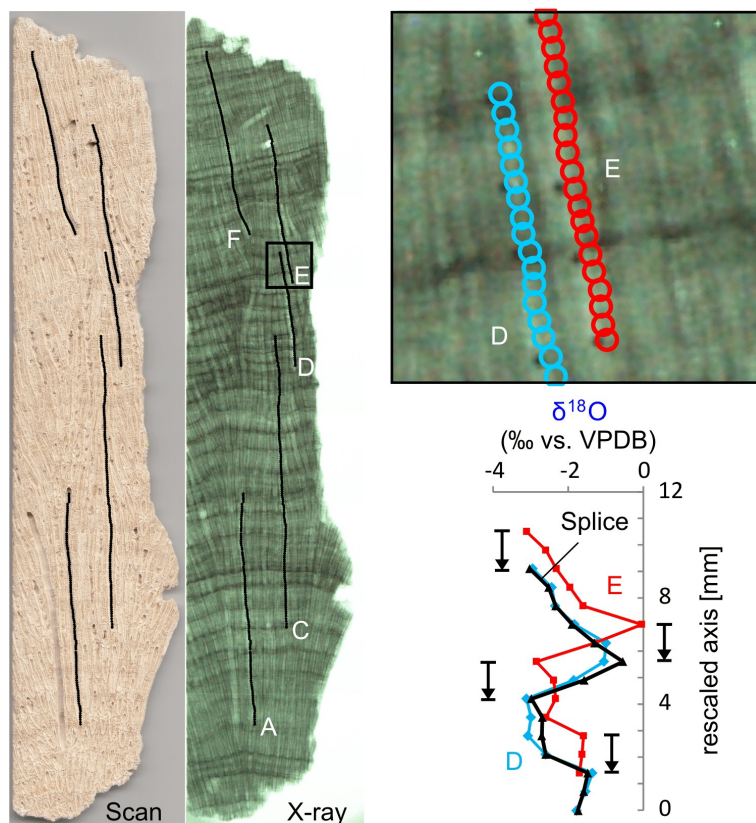 F
E
D
C
A
Scan
X-ray
E
D
δ¹⁸O
(‰ vs. VPDB)
-4 -2 0
12
Splice
E
8
rescaled axis [mm]
4
D
0